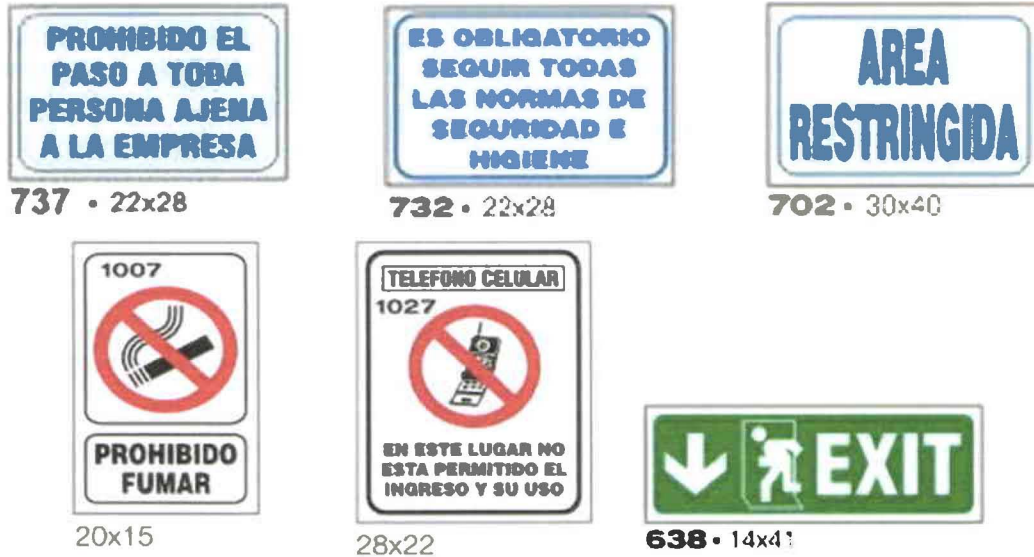 PROHIBIDO EL
PASO A TODA
PERSONA AJENA
A LA EMPRESA
737 • 22x28
ES OBLIGATORIO
SEGUIR TODAS
LAS NORMAS DE
SEGURIDAD E
HIGIENE
732 • 22x28
AREA
RESTRINGIDA
702 • 30x40
1007
PROHIBIDO
FUMAR
20x15
TELEFONO CELULAR
1027
EN ESTE LUGAR NO
ESTA PERMITIDO EL
INGRESO Y SU USO
28x22
EXIT
638 • 14x41